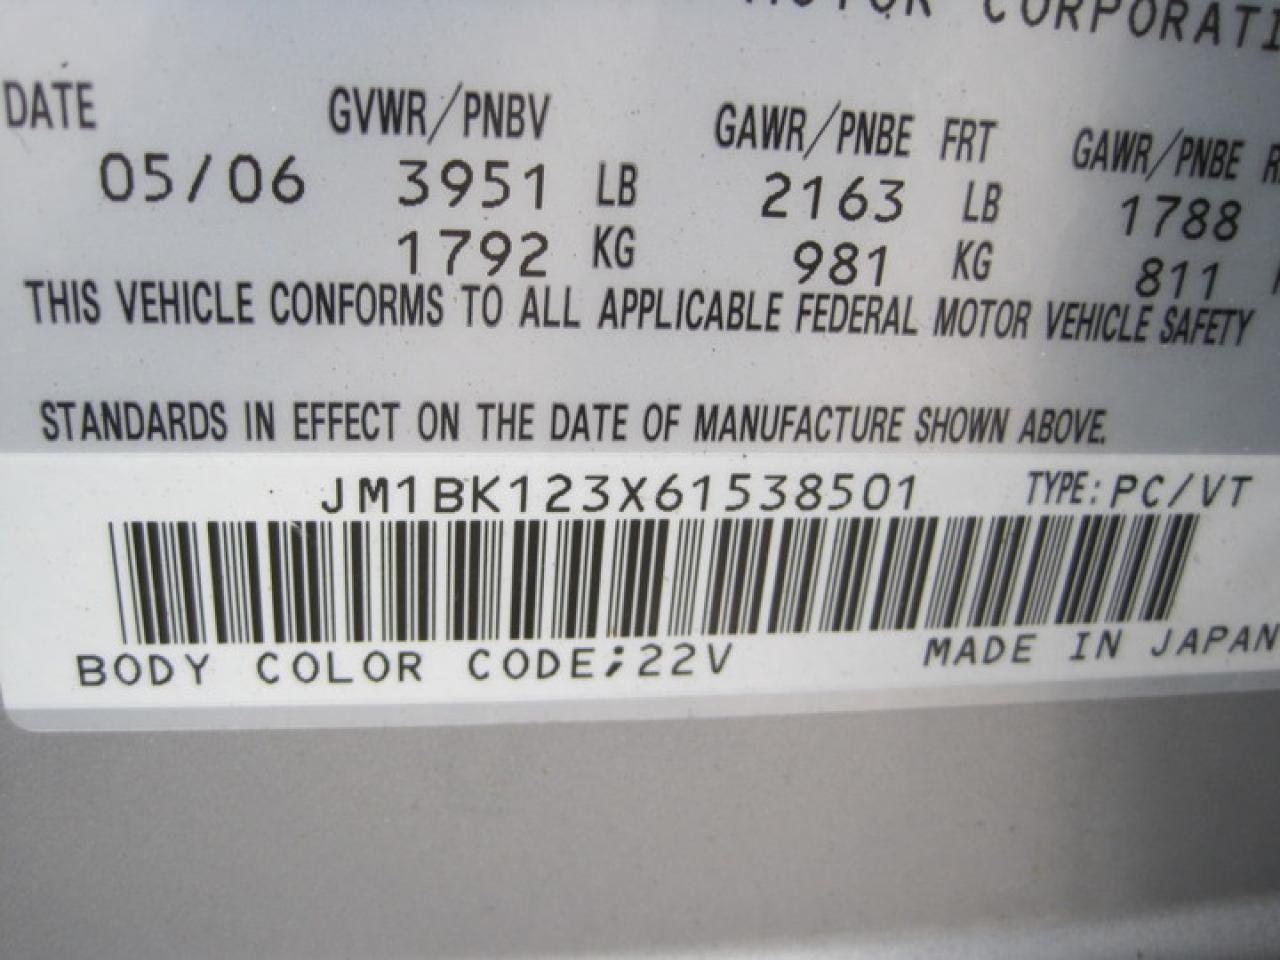 MOTOR CORPORATI
DATE GVWR/PNBV GAWR/PNBE FRT GAWR/PNBE
05/06 3951 LB 2163 LB 1788
1792 KG 981 KG 811
THIS VEHICLE CONFORMS TO ALL APPLICABLE FEDERAL MOTOR VEHICLE SAFETY
STANDARDS IN EFFECT ON THE DATE OF MANUFACTURE SHOWN ABOVE.
JM1BK123X61538501 TYPE: PC/VT
BODY COLOR CODE;22V MADE IN JAPAN